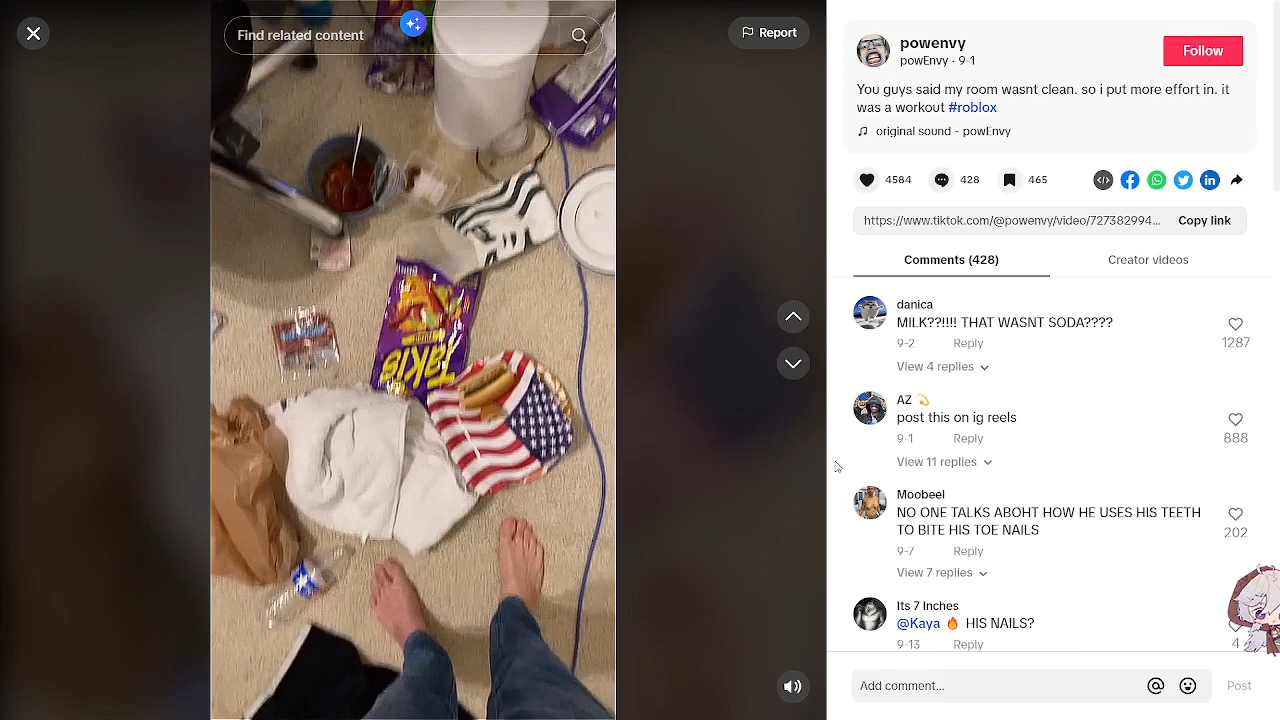 Find related content
Report
Takis
powenvy
powEnvy · 9-1
Follow
You guys said my room wasnt clean. so i put more effort in. it
was a workout #roblox
original sound - powEnvy
4584
428
465
https://www.tiktok.com/@powenvy/video/727382994...
Copy link
Comments (428)
Creator videos
danica
MILK??!!!! THAT WASNT SODA????
9-2
Reply
1287
View 4 replies
AZ 💫
post this on ig reels
9-1
Reply
888
View 11 replies
Moobeel
NO ONE TALKS ABOHT HOW HE USES HIS TEETH
TO BITE HIS TOE NAILS
9-7
Reply
202
View 7 replies
Its 7 Inches
@Kaya 🔥 HIS NAILS?
9-13
Reply
4
Add comment...
Post